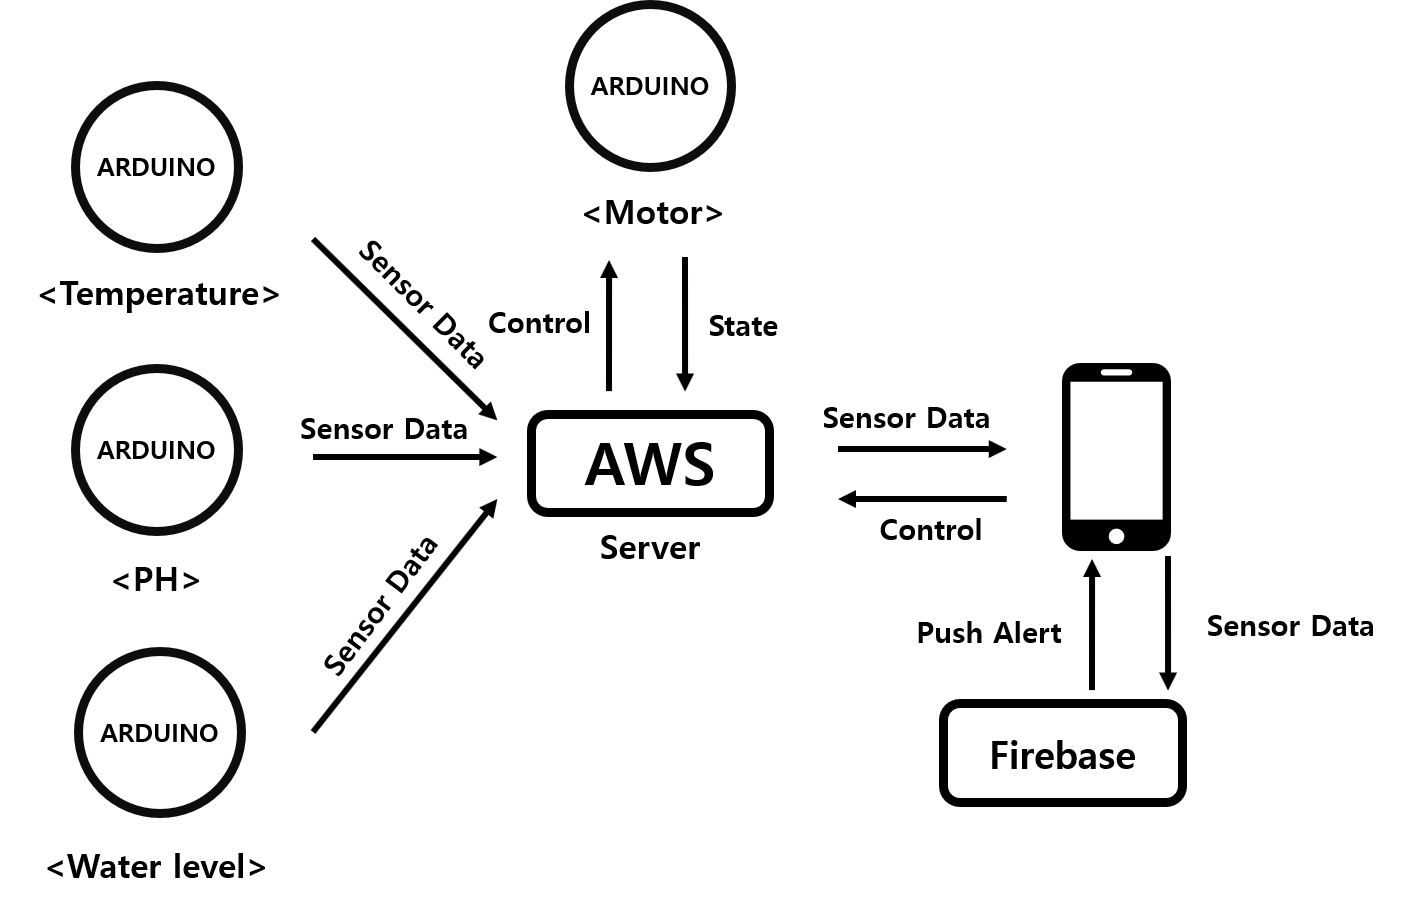 ARDUINO
<Motor>
ARDUINO
<Temperature>
Sensor Data
Control
State
ARDUINO
<PH>
Sensor Data
AWS
Server
Sensor Data
Control
Sensor Data
ARDUINO
<Water level>
Push Alert
Sensor Data
Firebase